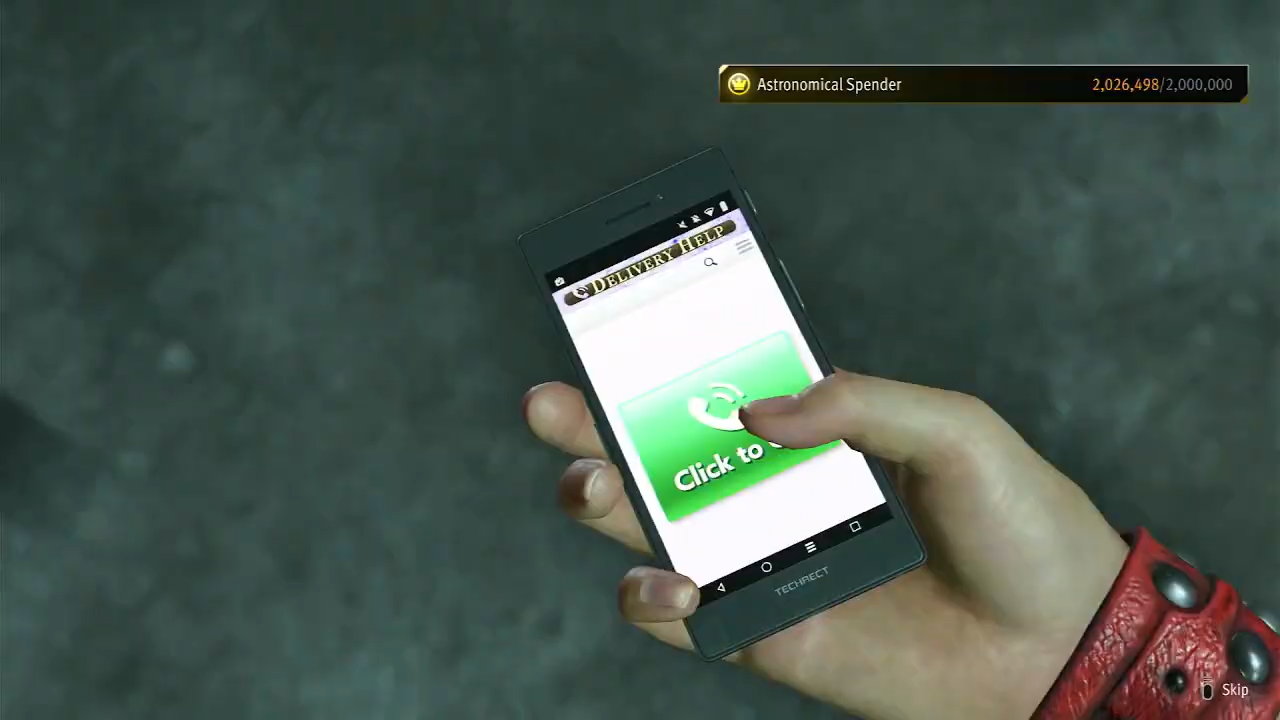 Astronomical Spender 2,026,498/2,000,000
DELIVERY HELP
Click to
TECHRECT
Skip